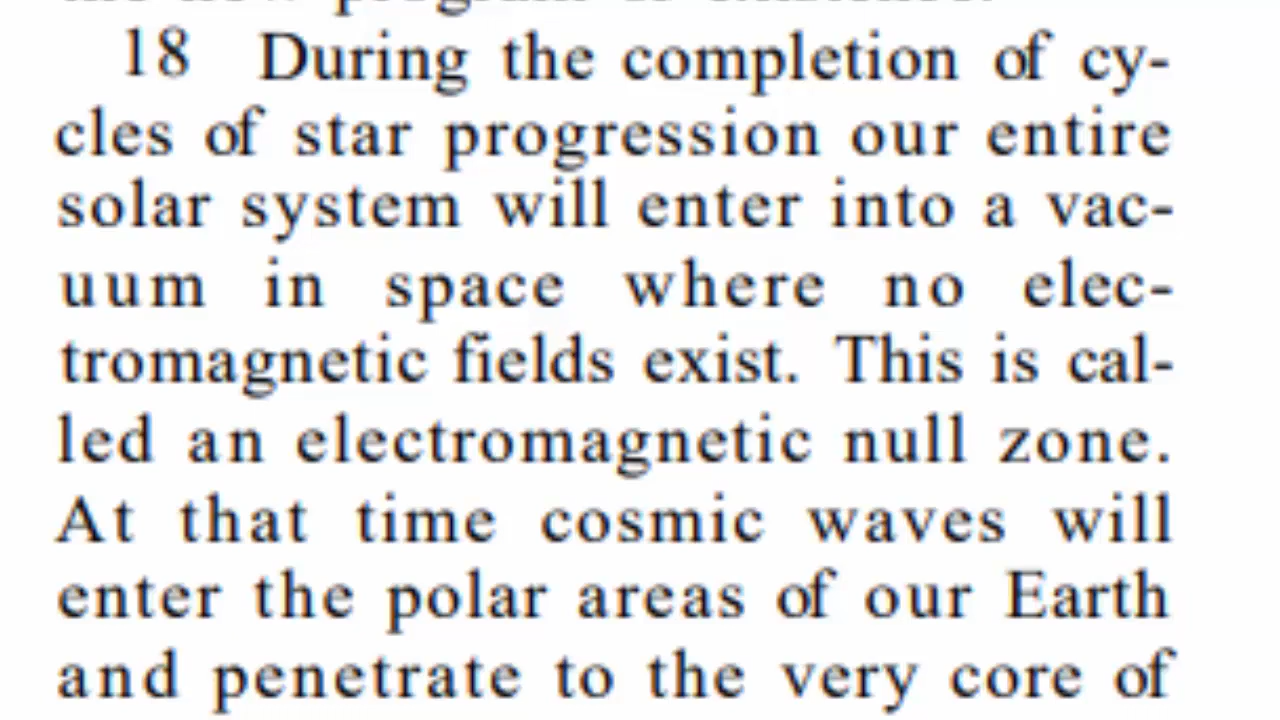 18 During the completion of cy-
cles of star progression our entire
solar system will enter into a vac-
uum in space where no elec-
tromagnetic fields exist. This is cal-
led an electromagnetic null zone.
At that time cosmic waves will
enter the polar areas of our Earth
and penetrate to the very core of